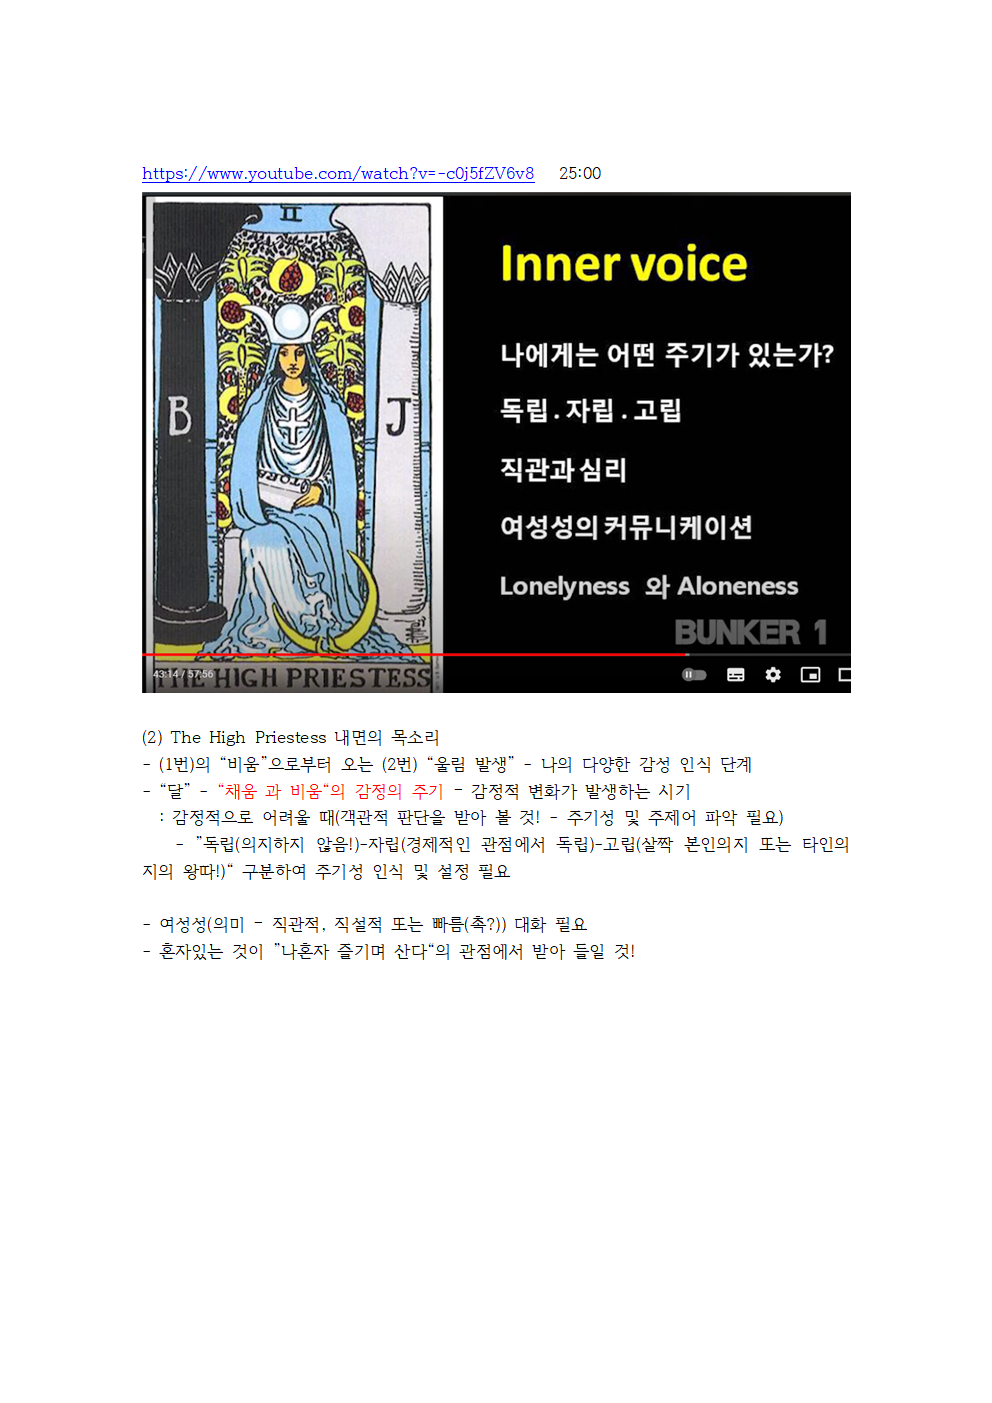 https://www.youtube.com/watch?v=-c0j5fZV6v8 25:00
II
B
J
TORA
THE HIGH PRIESTESS
Inner voice
나에게는 어떤 주기가 있는가?
독립 . 자립 . 고립
직관과 심리
여성성의 커뮤니케이션
Lonelyness 와 Aloneness
BUNKER 1
43:14 / 57:56
(2) The High Priestess 내면의 목소리
- (1번)의 “비움”으로부터 오는 (2번) “울림 발생” - 나의 다양한 감성 인식 단계
- “달” - “채움 과 비움“의 감정의 주기 - 감정적 변화가 발생하는 시기
: 감정적으로 어려울 때(객관적 판단을 받아 볼 것! - 주기성 및 주제어 파악 필요)
- ”독립(의지하지 않음!)-자립(경제적인 관점에서 독립)-고립(살짝 본인의지 또는 타인의
지의 왕따!)“ 구분하여 주기성 인식 및 설정 필요
- 여성성(의미 - 직관적, 직설적 또는 빠름(촉?)) 대화 필요
- 혼자있는 것이 ”나혼자 즐기며 산다“의 관점에서 받아 들일 것!